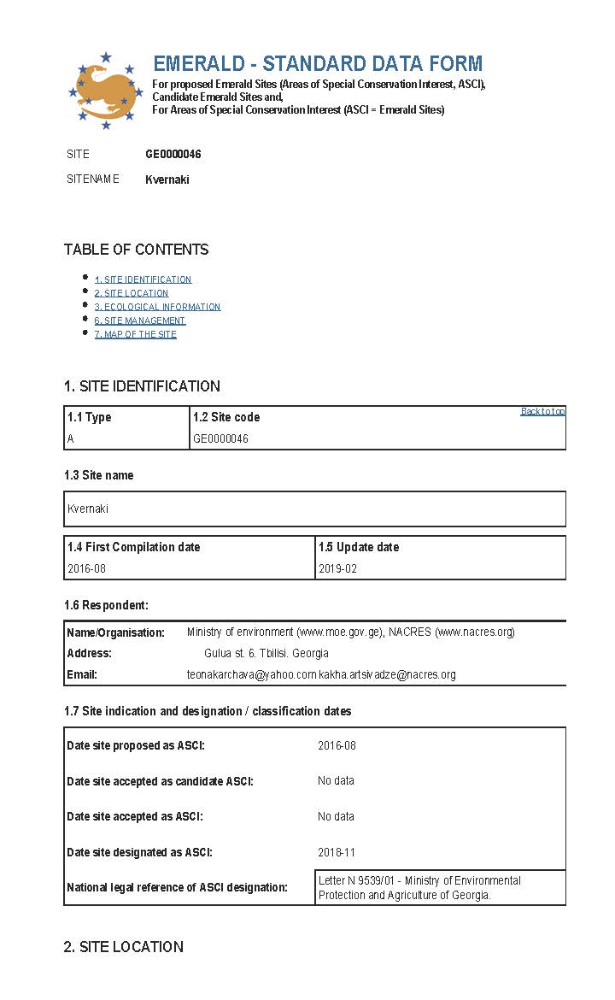 EMERALD - STANDARD DATA FORM
For proposed Emerald Sites (Areas of Special Conservation Interest, ASCI),
Candidate Emerald Sites and,
For Areas of Special Conservation Interest (ASCI = Emerald Sites)
SITE GE0000046
SITENAME Kvernaki
TABLE OF CONTENTS
1. SITE IDENTIFICATION
2. SITE LOCATION
3. ECOLOGICAL INFORMATION
6. SITE MANAGEMENT
7. MAP OF THE SITE
1. SITE IDENTIFICATION
Back to top
1.1 Type 1.2 Site code
A GE0000046
1.3 Site name
Kvernaki
1.4 First Compilation date 1.5 Update date
2016-08 2019-02
1.6 Respondent:
Name/Organisation: Ministry of environment (www.moe.gov.ge), NACRES (www.nacres.org)
Address: Gulua st. 6. Tbilisi. Georgia
Email: teonakarchava@yahoo.com kakha.artsivadze@nacres.org
1.7 Site indication and designation / classification dates
Date site proposed as ASCI: 2016-08
Date site accepted as candidate ASCI: No data
Date site accepted as ASCI: No data
Date site designated as ASCI: 2018-11
National legal reference of ASCI designation: Letter N 9539/01 - Ministry of Environmental
Protection and Agriculture of Georgia.
2. SITE LOCATION